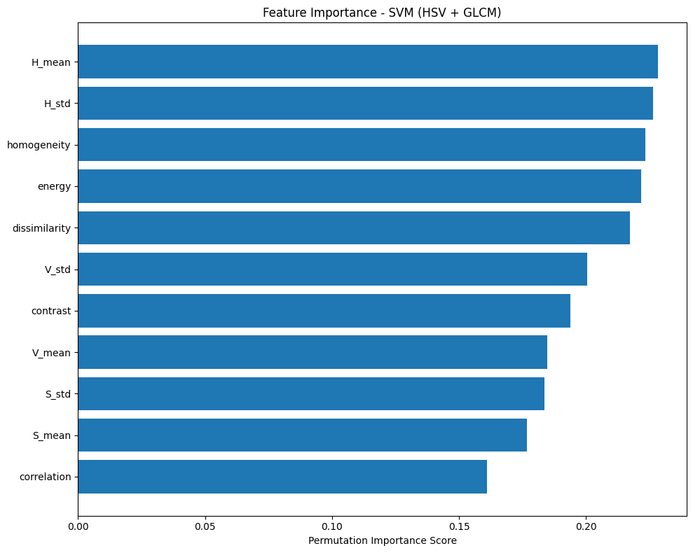 Feature Importance - SVM (HSV + GLCM)
H_mean
H_std
homogeneity
energy
dissimilarity
V_std
contrast
V_mean
S_std
S_mean
correlation
0.00 0.05 0.10 0.15 0.20
Permutation Importance Score